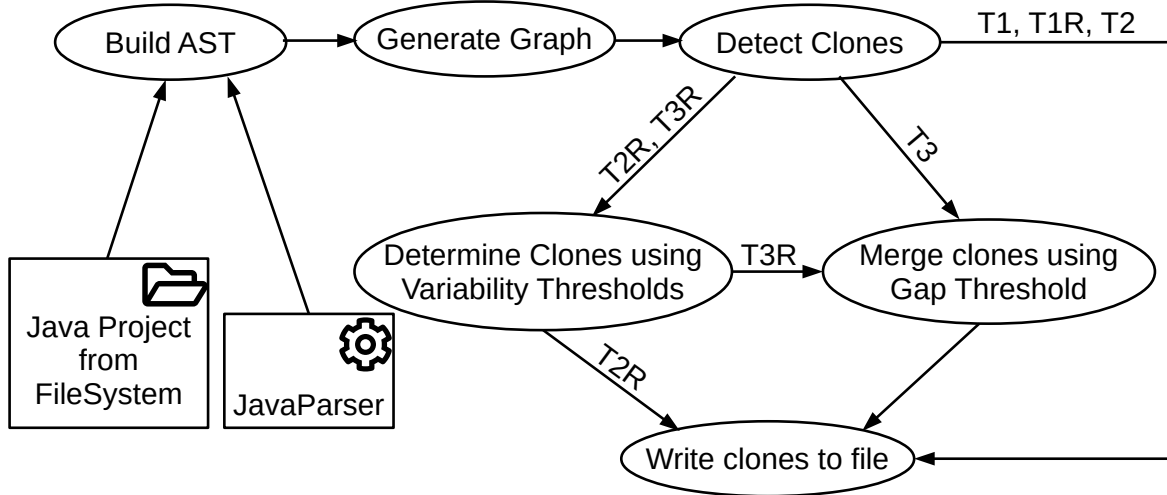 Build AST
Generate Graph
Detect Clones
T1, T1R, T2
T2R, T3R
T3
Determine Clones using
Variability Thresholds
T3R
Merge clones using
Gap Threshold
Java Project
from
FileSystem
JavaParser
T2R
Write clones to file